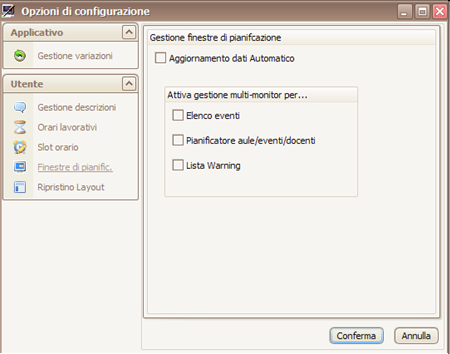 Opzioni di configurazione
Applicativo
Gestione variazioni
Utente
Gestione descrizioni
Orari lavorativi
Slot orario
Finestre di pianific.
Ripristino Layout
Gestione finestre di pianifcazione
Aggiornamento dati Automatico
Attiva gestione multi-monitor per...
Elenco eventi
Pianificatore aule/eventi/docenti
Lista Warning
Conferma
Annulla